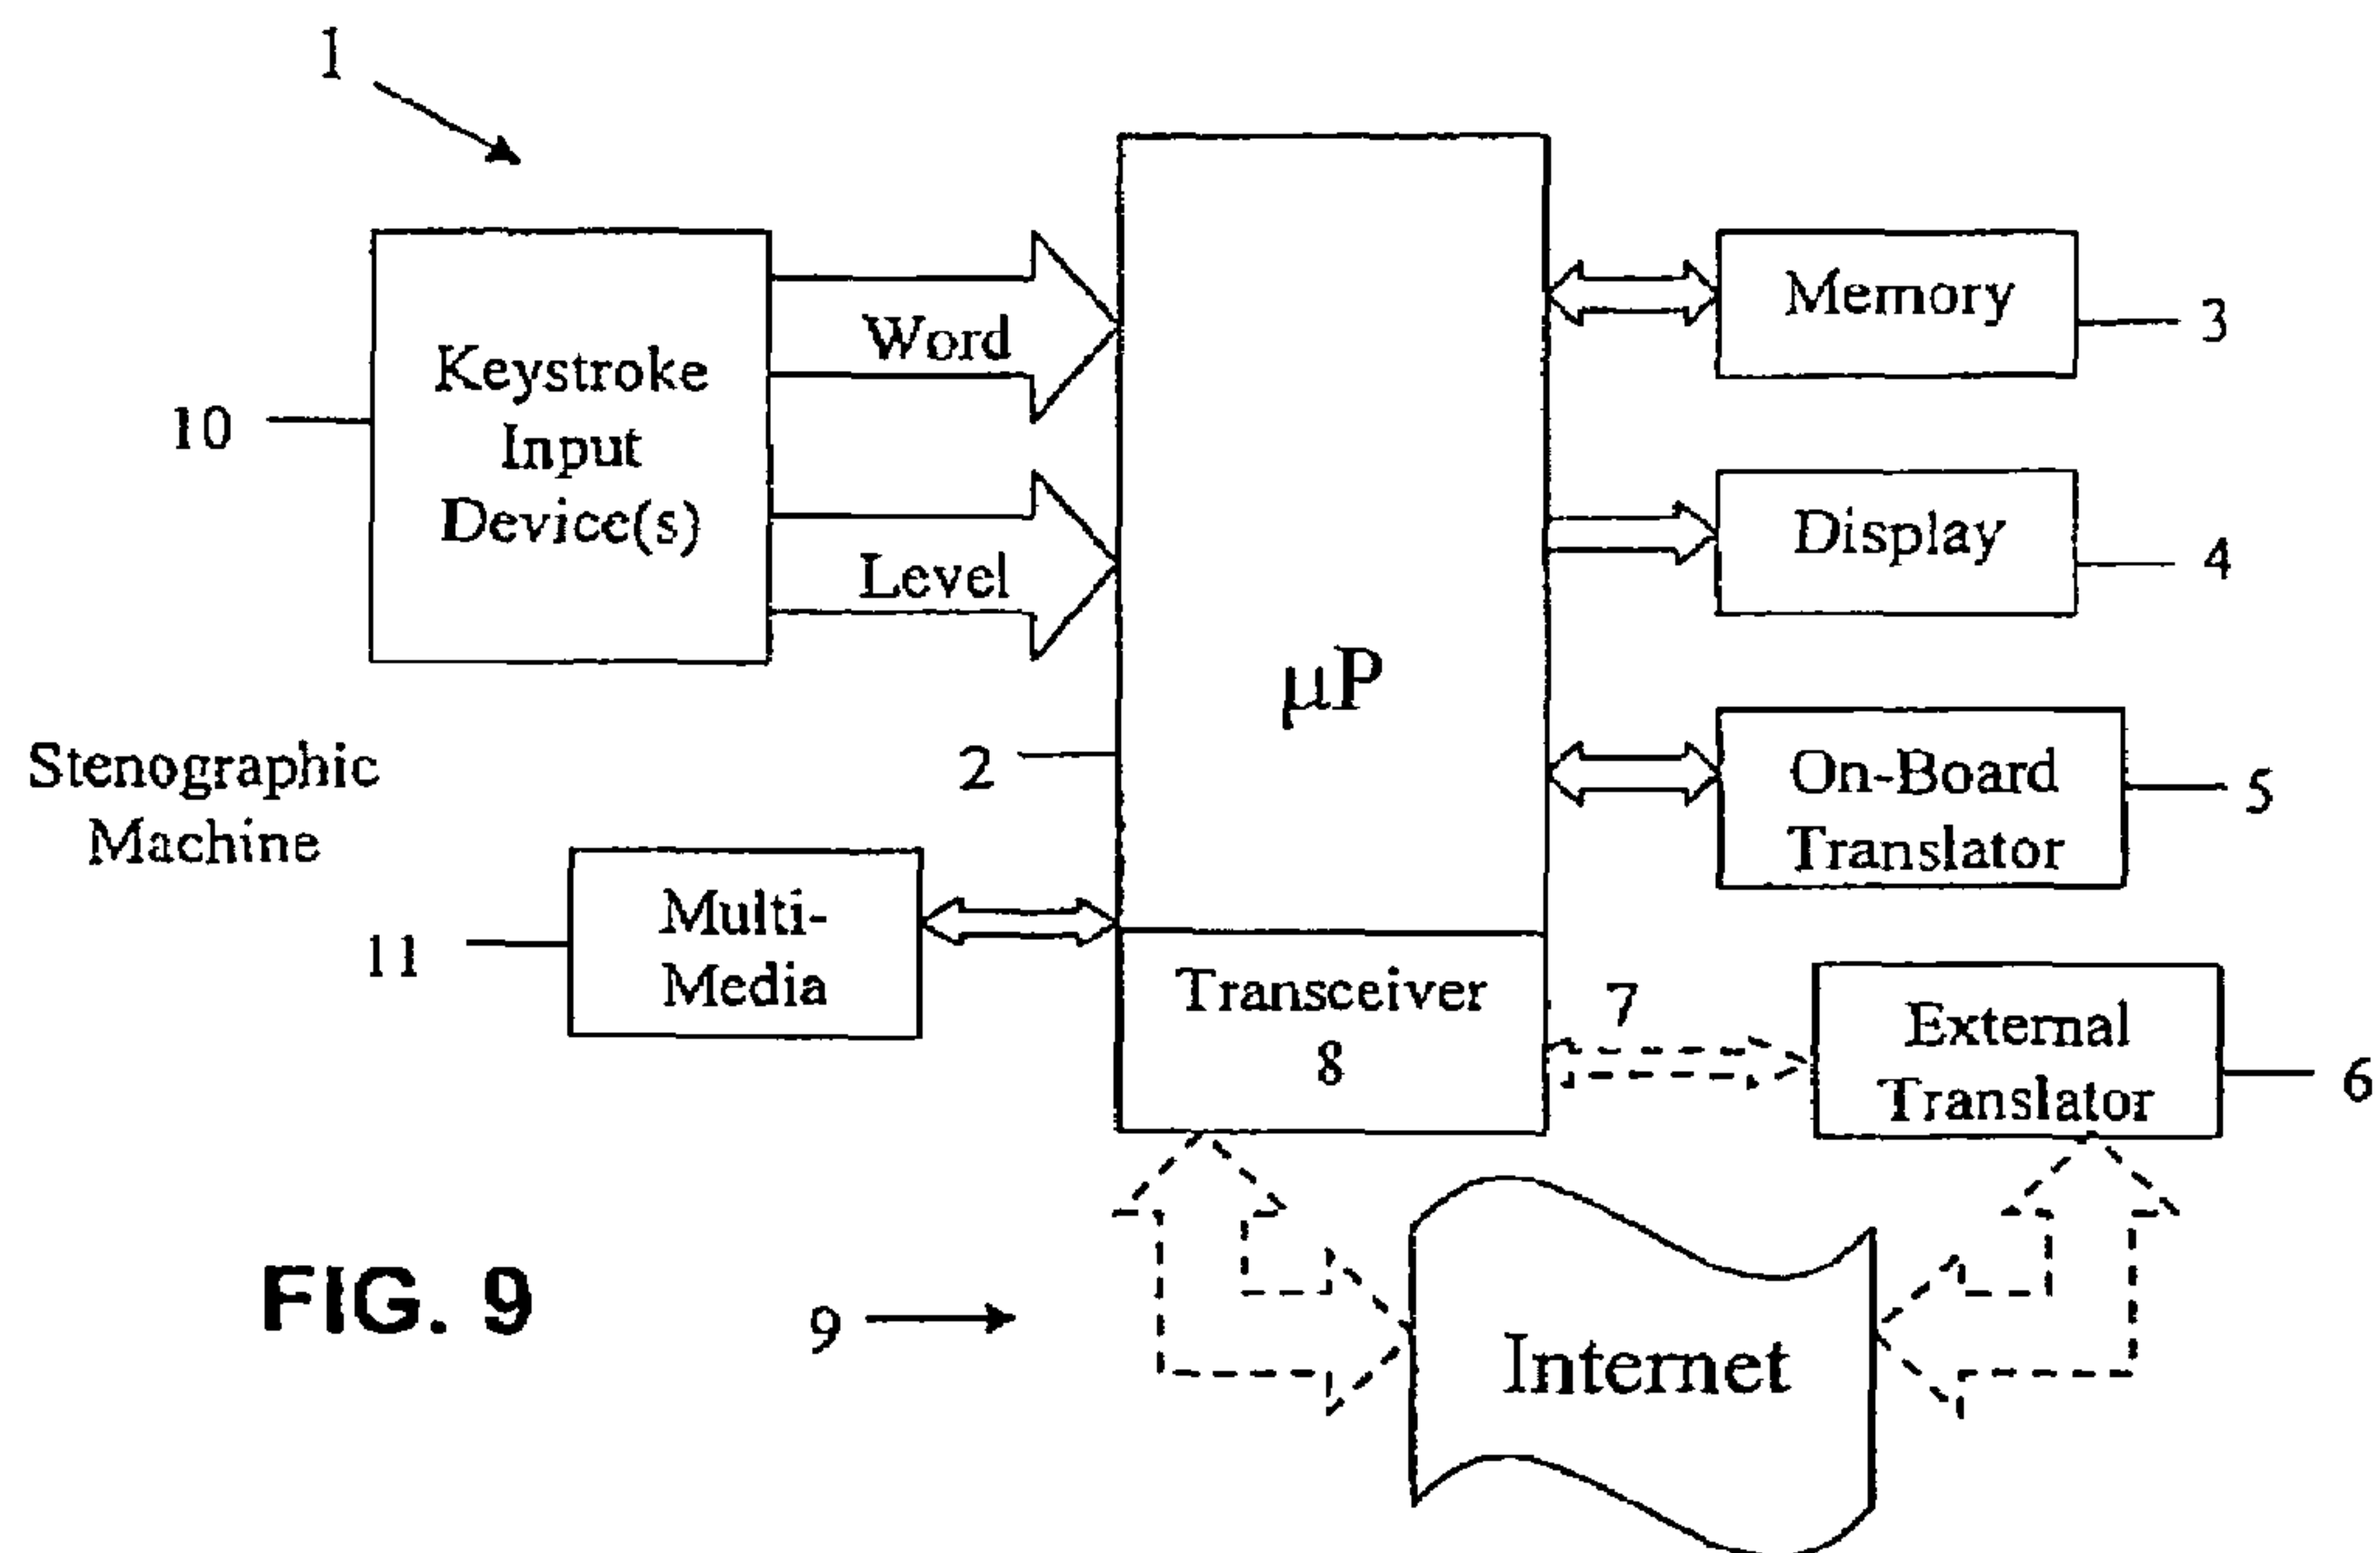 1
Keystroke
Input
Device(s)
10
Word
Level
μP
2
Memory
3
Display
4
On-Board
Translator
5
Stenographic
Machine
Multi-
Media
11
Transceiver
8
7
External
Translator
6
FIG. 9
9
Internet